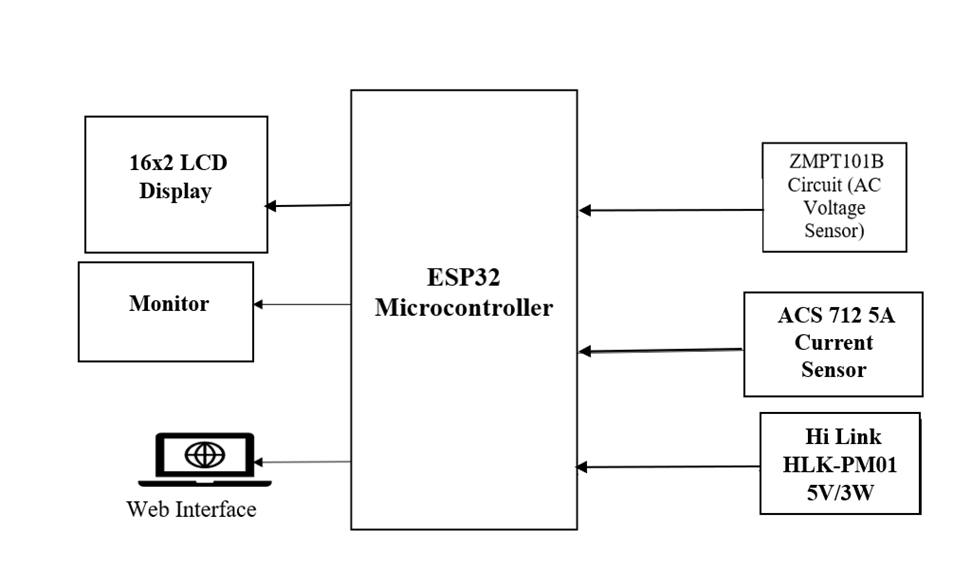 16x2 LCD
Display
Monitor
Web Interface
ESP32
Microcontroller
ZMPT101B
Circuit (AC
Voltage
Sensor)
ACS 712 5A
Current
Sensor
Hi Link
HLK-PM01
5V/3W